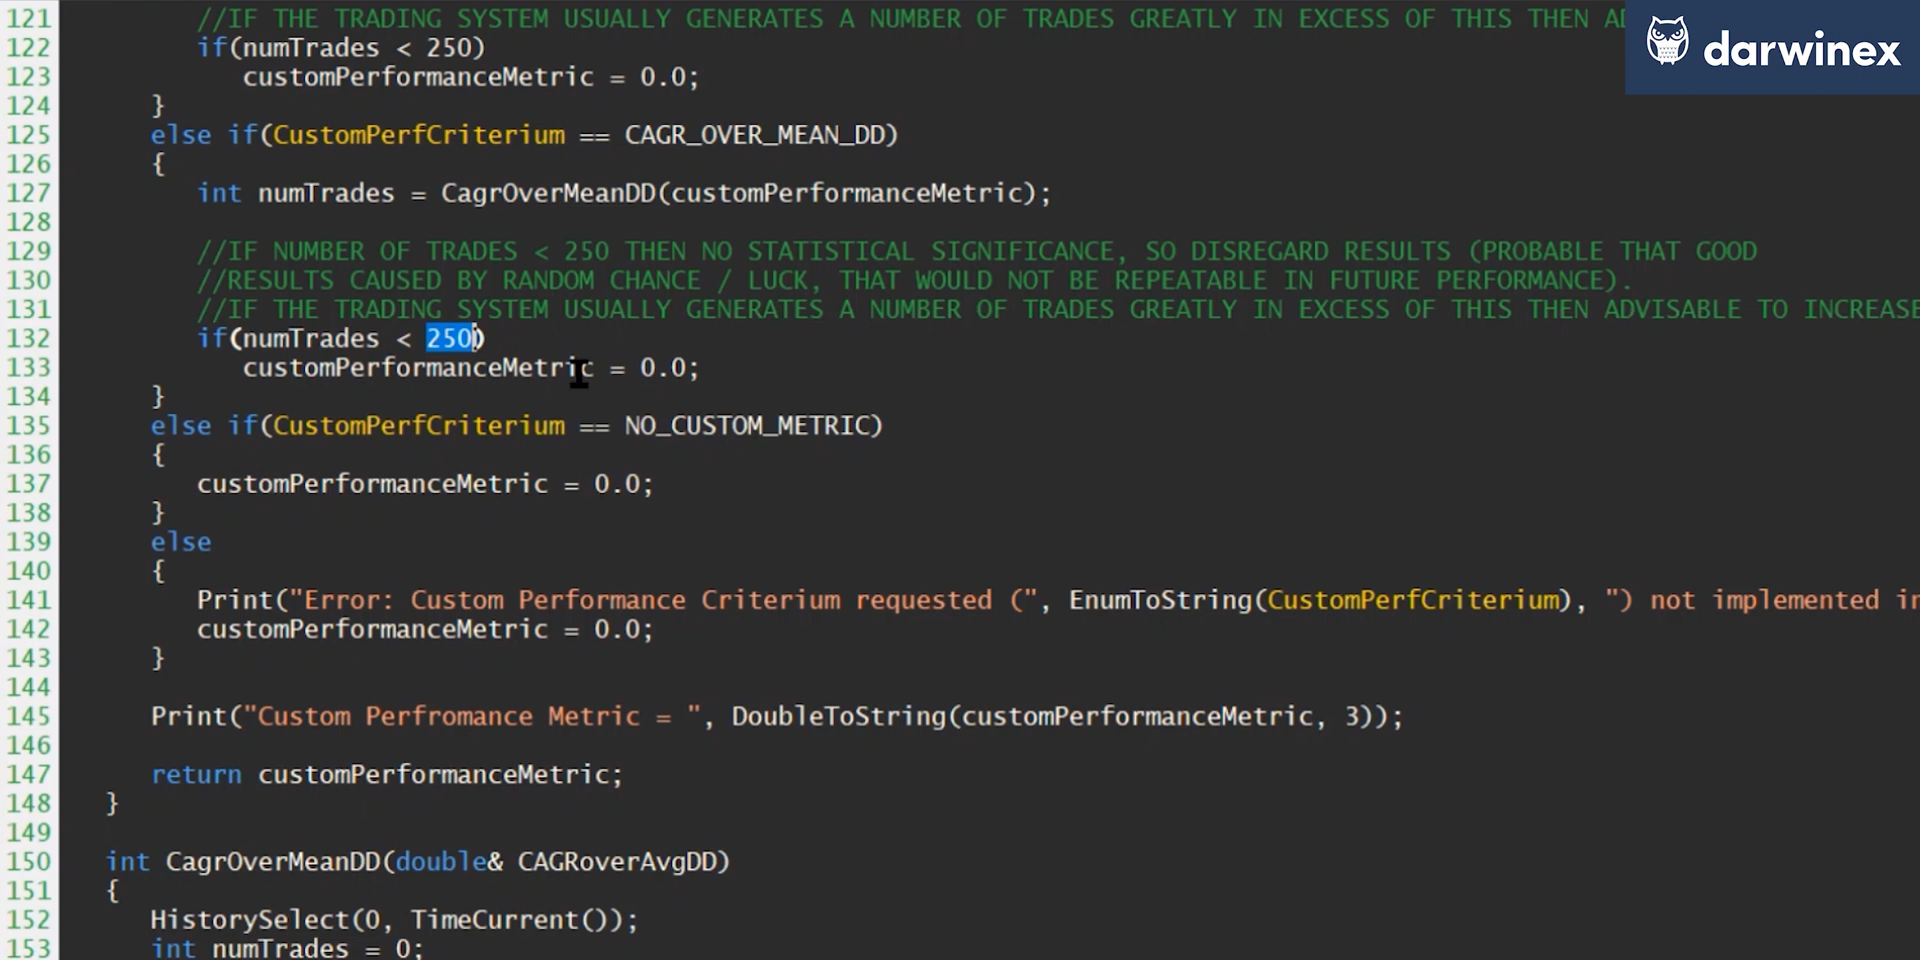 121 //IF THE TRADING SYSTEM USUALLY GENERATES A NUMBER OF TRADES GREATLY IN EXCESS OF THIS THEN
darwinex
122 if(numTrades < 250)
123 customPerformanceMetric = 0.0;
124 }
125 else if(CustomPerfCriterium == CAGR_OVER_MEAN_DD)
126 {
127 int numTrades = CagrOverMeanDD(customPerformanceMetric);
128
129 //IF NUMBER OF TRADES < 250 THEN NO STATISTICAL SIGNIFICANCE, SO DISREGARD RESULTS (PROBABLE THAT GOOD
130 //RESULTS CAUSED BY RANDOM CHANCE / LUCK, THAT WOULD NOT BE REPEATABLE IN FUTURE PERFORMANCE).
131 //IF THE TRADING SYSTEM USUALLY GENERATES A NUMBER OF TRADES GREATLY IN EXCESS OF THIS THEN ADVISABLE TO INCREASE
132 if(numTrades < 250)
133 customPerformanceMetric = 0.0;
134 }
135 else if(CustomPerfCriterium == NO_CUSTOM_METRIC)
136 {
137 customPerformanceMetric = 0.0;
138 }
139 else
140 {
141 Print("Error: Custom Performance Criterium requested (", EnumToString(CustomPerfCriterium), ") not implemented in
142 customPerformanceMetric = 0.0;
143 }
144
145 Print("Custom Perfromance Metric = ", DoubleToString(customPerformanceMetric, 3));
146
147 return customPerformanceMetric;
148 }
149
150 int CagrOverMeanDD(double& CAGRoverAvgDD)
151 {
152 HistorySelect(0, TimeCurrent());
153 int numTrades = 0;